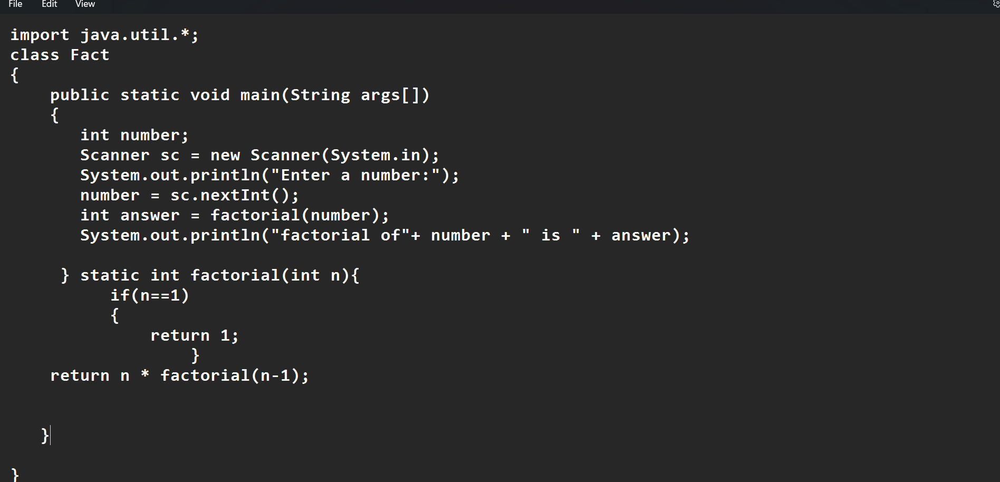 File Edit View
import java.util.*;
class Fact
{
    public static void main(String args[])
    {
       int number;
       Scanner sc = new Scanner(System.in);
       System.out.println("Enter a number:");
       number = sc.nextInt();
       int answer = factorial(number);
       System.out.println("factorial of"+ number + " is " + answer);
     } static int factorial(int n){
          if(n==1)
          {
              return 1;
                  }
    return n * factorial(n-1);
   }
}